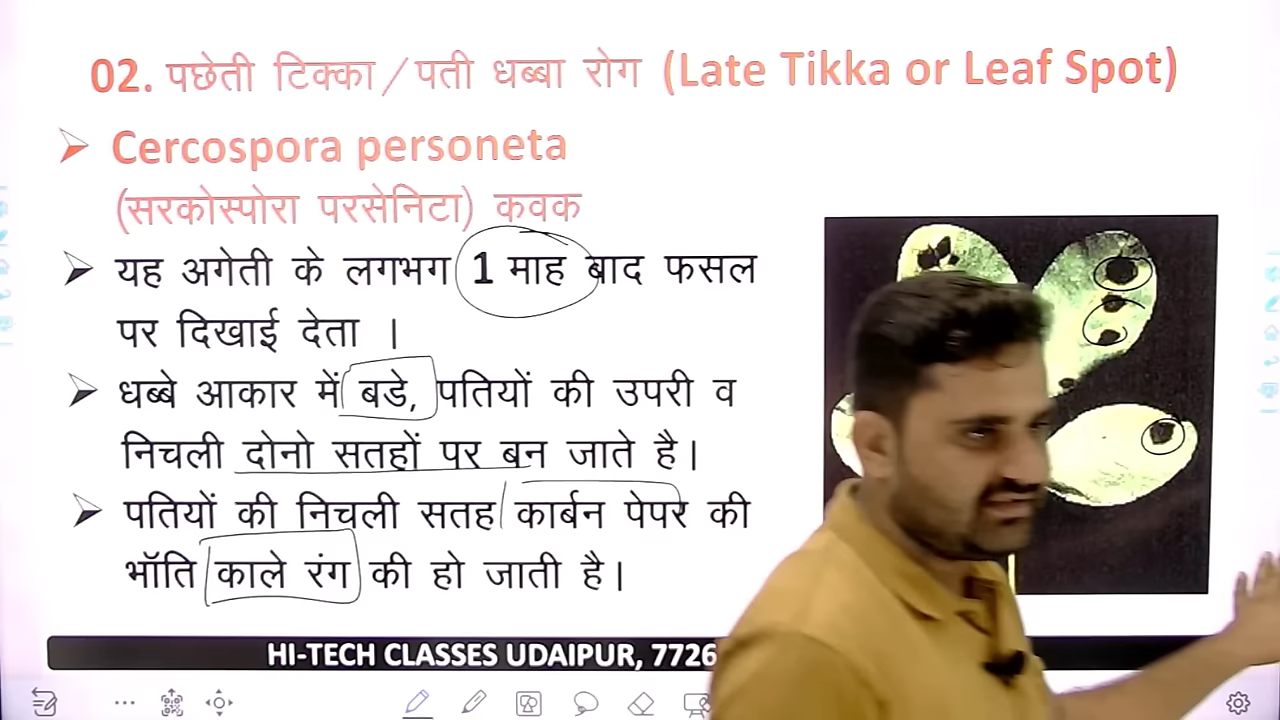 02. पछेती टिक्का/पती धब्बा रोग (Late Tikka or Leaf Spot)
Cercospora personeta
(सरकोस्पोरा परसेनिटा) कवक
यह अगेती के लगभग 1 माह बाद फसल
पर दिखाई देता ।
धब्बे आकार में बडे, पतियों की उपरी व
निचली दोनो सतहों पर बन जाते है।
पतियों की निचली सतह कार्बन पेपर की
भॉति काले रंग की हो जाती है।
HI-TECH CLASSES UDAIPUR, 7726